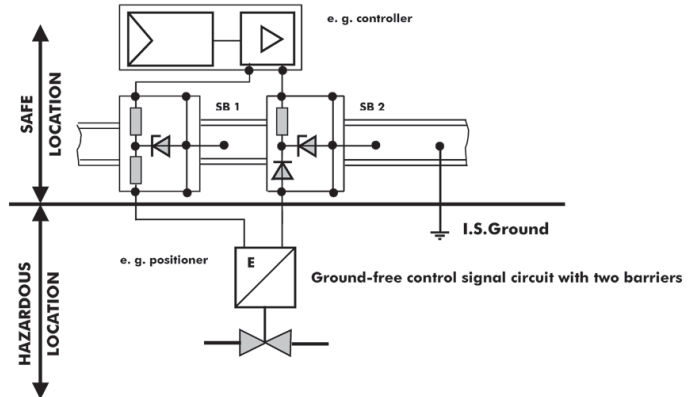 e. g. controller
SB 1
SB 2
SAFE
LOCATION
I.S.Ground
e. g. positioner
E
Ground-free control signal circuit with two barriers
HAZARDOUS
LOCATION